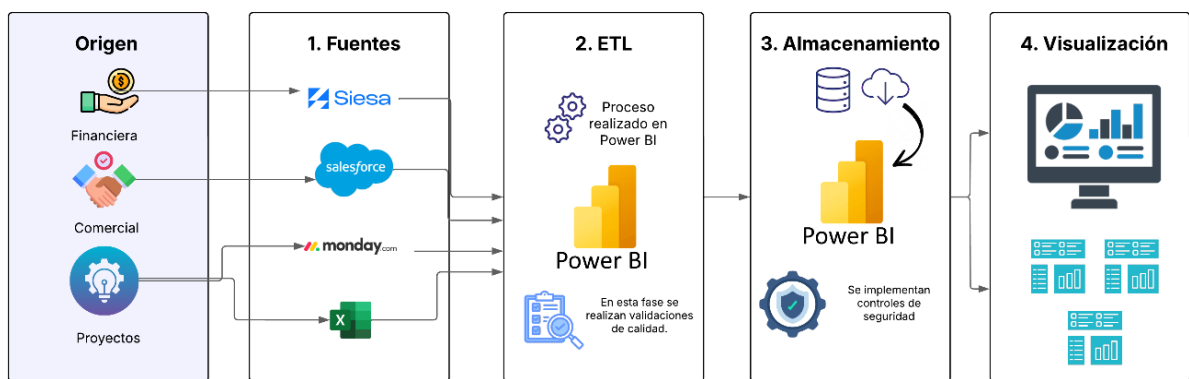 Origen
Financiera
Comercial
Proyectos
1. Fuentes
Siesa
salesforce
monday.com
X
2. ETL
Proceso
realizado en
Power BI
Power BI
En esta fase se
realizan validaciones
de calidad.
3. Almacenamiento
Power BI
Se implementan
controles de
seguridad
4. Visualización